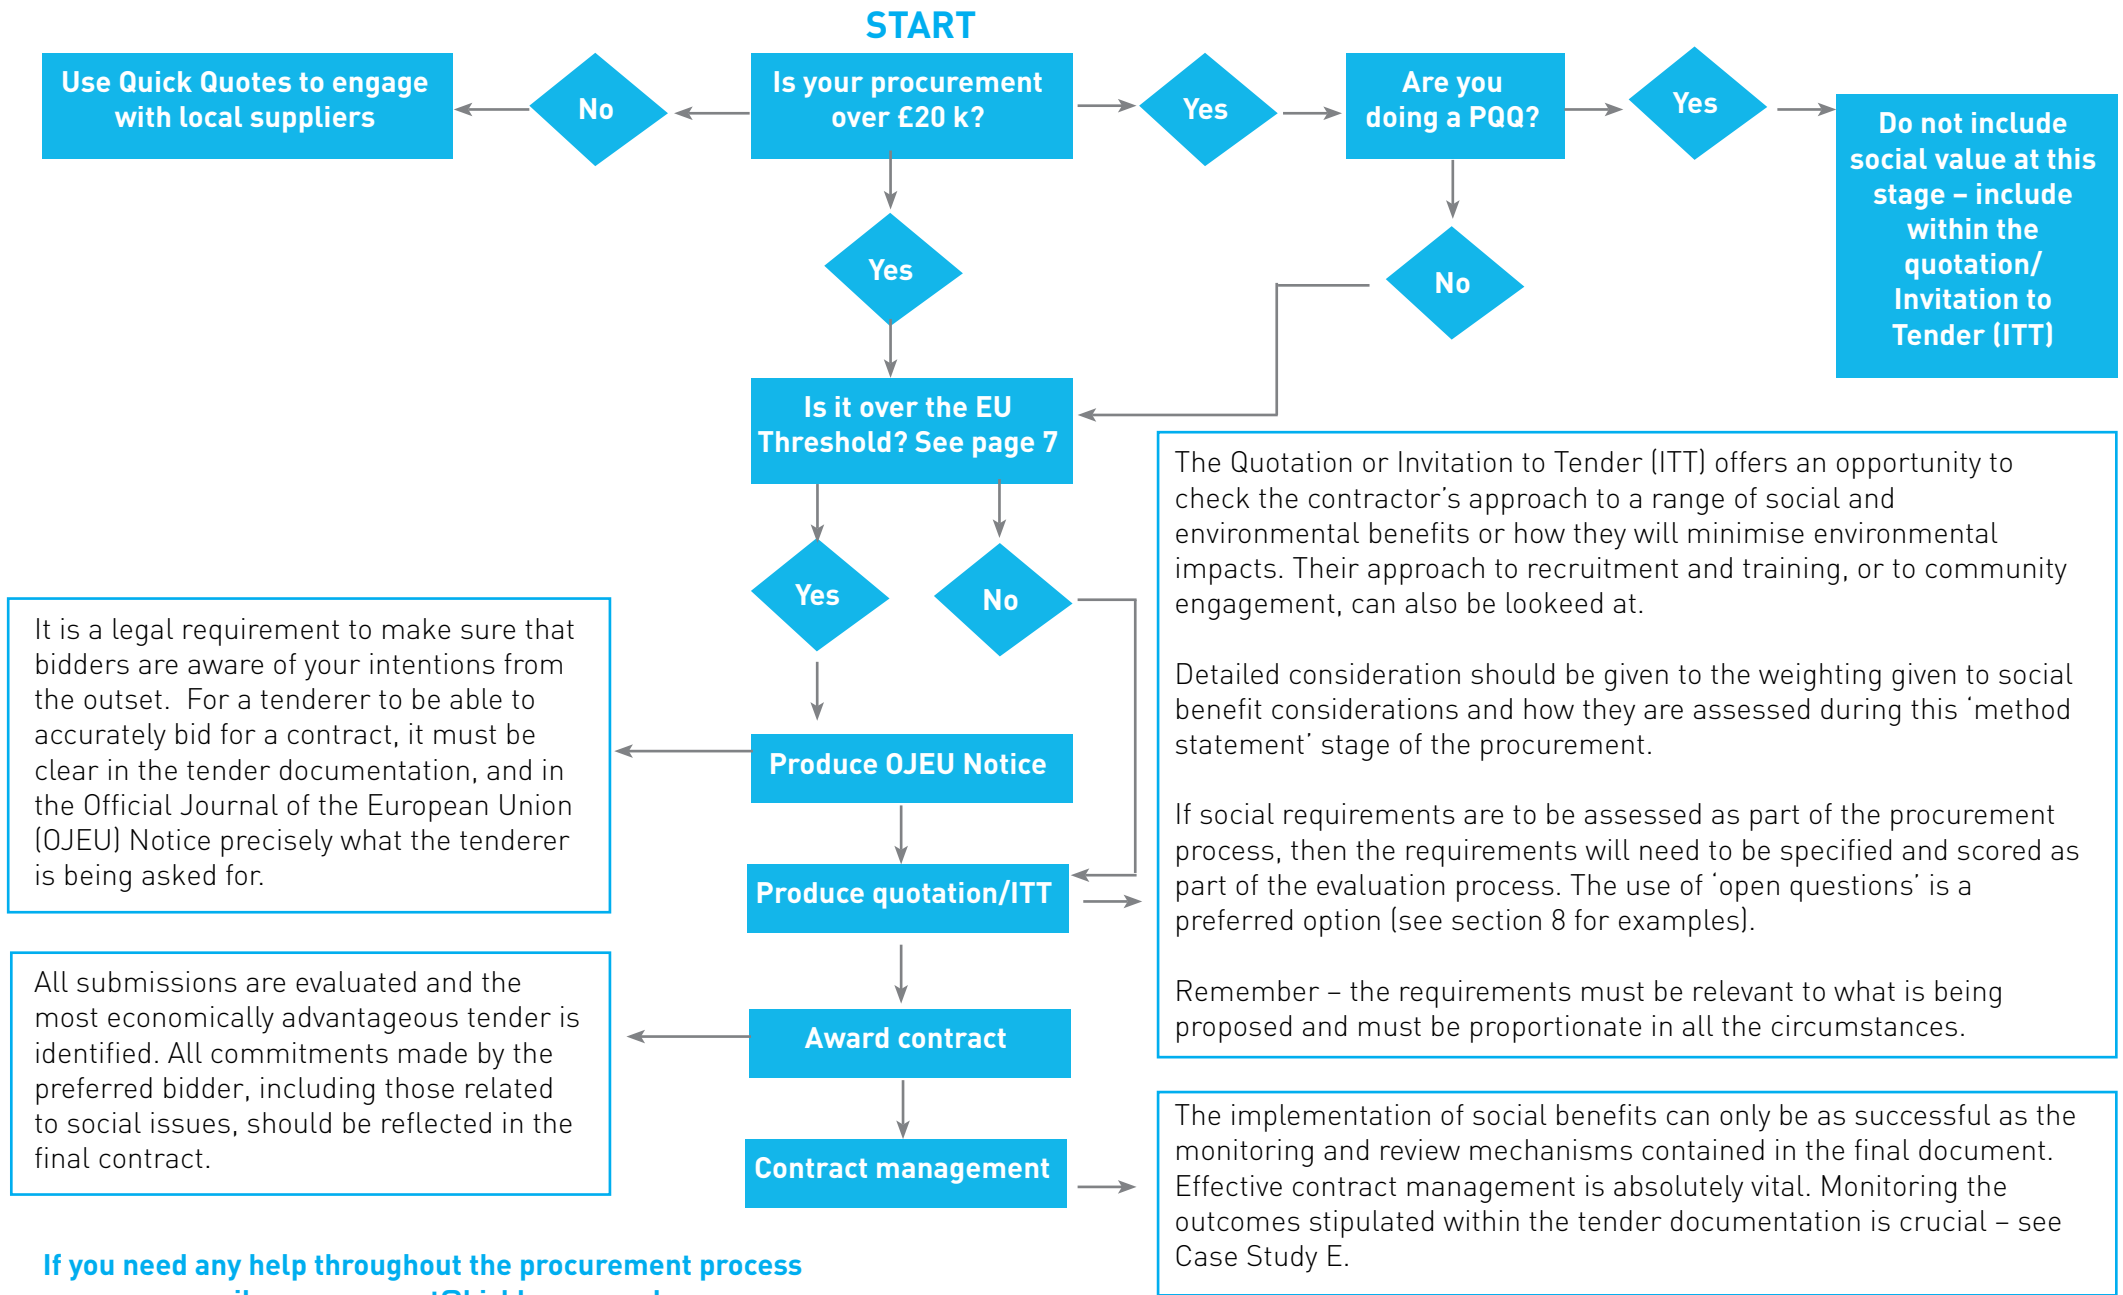 START
Use Quick Quotes to engage
with local suppliers
No
Is your procurement
over £20 k?
Yes
Are you
doing a PQQ?
Yes
Do not include
social value at this
stage – include
within the
quotation/
Invitation to
Tender (ITT)
Yes
No
Is it over the EU
Threshold? See page 7
Yes
No
The Quotation or Invitation to Tender (ITT) offers an opportunity to
check the contractor's approach to a range of social and
environmental benefits or how they will minimise environmental
impacts. Their approach to recruitment and training, or to community
engagement, can also be lookeed at.
Detailed consideration should be given to the weighting given to social
benefit considerations and how they are assessed during this ‘method
statement’ stage of the procurement.
If social requirements are to be assessed as part of the procurement
process, then the requirements will need to be specified and scored as
part of the evaluation process. The use of ‘open questions’ is a
preferred option (see section 8 for examples).
Remember – the requirements must be relevant to what is being
proposed and must be proportionate in all the circumstances.
It is a legal requirement to make sure that
bidders are aware of your intentions from
the outset.  For a tenderer to be able to
accurately bid for a contract, it must be
clear in the tender documentation, and in
the Official Journal of the European Union
(OJEU) Notice precisely what the tenderer
is being asked for.
Produce OJEU Notice
Produce quotation/ITT
All submissions are evaluated and the
most economically advantageous tender is
identified. All commitments made by the
preferred bidder, including those related
to social issues, should be reflected in the
final contract.
Award contract
Contract management
The implementation of social benefits can only be as successful as the
monitoring and review mechanisms contained in the final document.
Effective contract management is absolutely vital. Monitoring the
outcomes stipulated within the tender documentation is crucial – see
Case Study E.
If you need any help throughout the procurement process